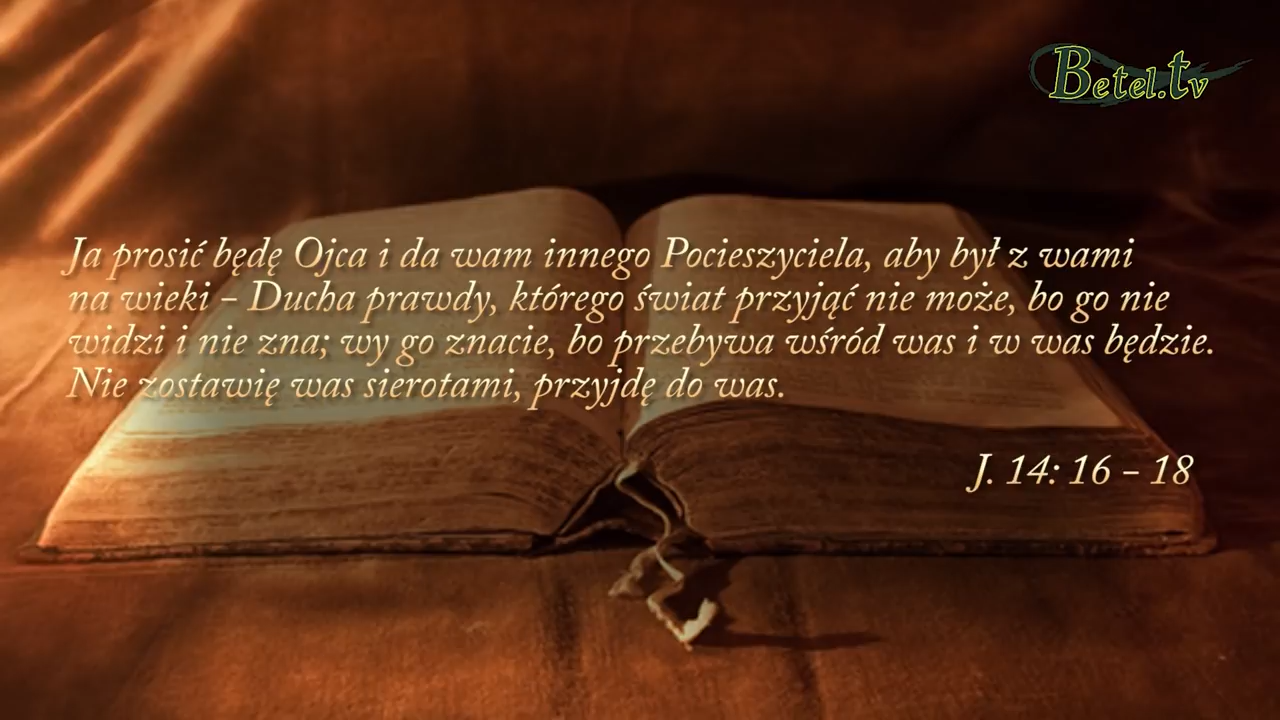 Betel.tv
Ja prosić będę Ojca i da wam innego Pocieszyciela, aby był z wami
na wieki – Ducha prawdy, którego świat przyjąć nie może, bo go nie
widzi i nie zna; wy go znacie, bo przebywa wśród was i w was będzie.
Nie zostawię was sierotami, przyjdę do was.
J. 14: 16 – 18